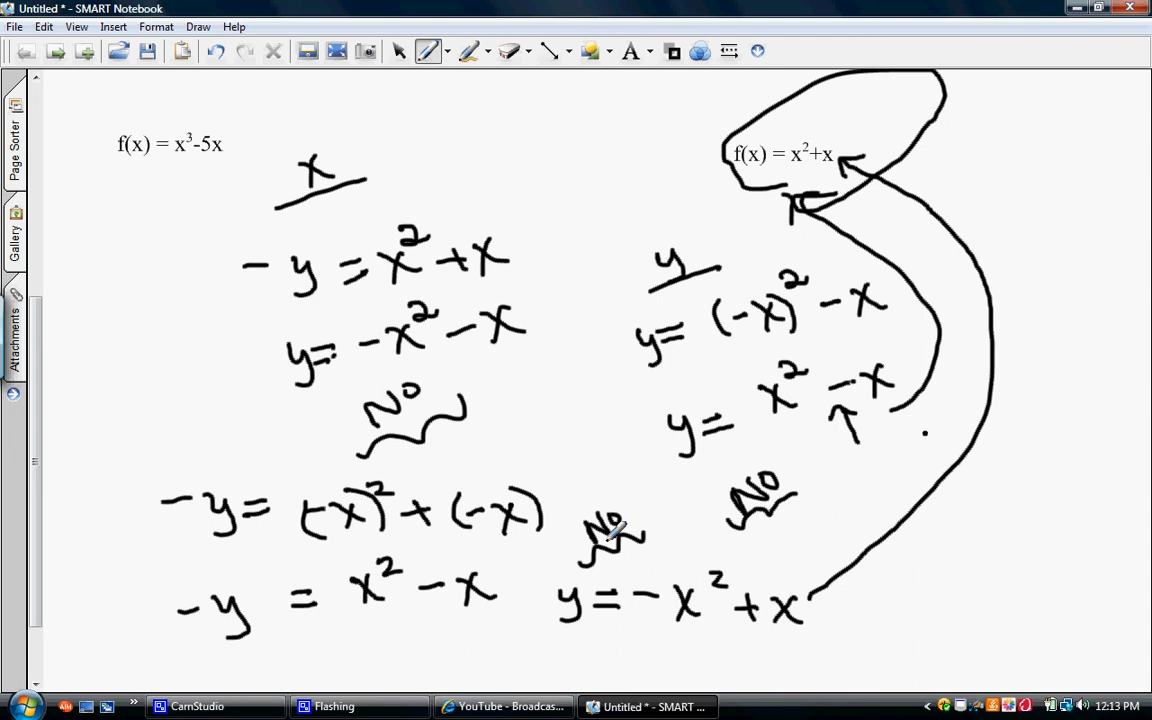 Untitled * - SMART Notebook
File Edit View Insert Format Draw Help
Page Sorter
Gallery
Attachments
f(x) = x³-5x
f(x) = x²+x
x
- y = x² + x
y = - x² - x
NO
y
y = (-x)² - x
y = x² - x
NO
- y = (-x)² + (-x)
NO
- y = x² - x
y = - x² + x
CamStudio
Flashing
YouTube - Broadcas...
Untitled * - SMART ...
12:13 PM